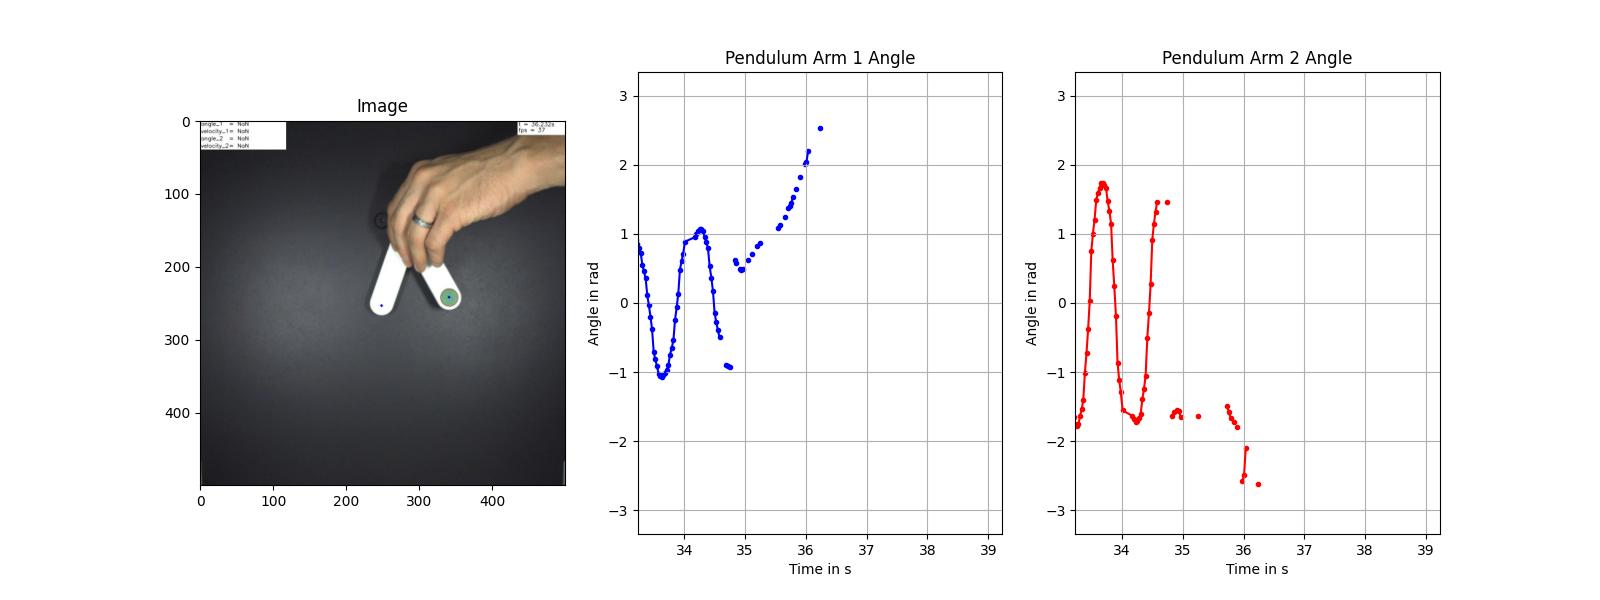 Image
angle_1 = NaN
velocity_1= NaN
angle_2 = NaN
velocity_2= NaN
t = 36.232s
fps = 37
0
100
200
300
400
0 100 200 300 400
Pendulum Arm 1 Angle
Angle in rad
3
2
1
0
−1
−2
−3
34 35 36 37 38 39
Time in s
Pendulum Arm 2 Angle
Angle in rad
3
2
1
0
−1
−2
−3
34 35 36 37 38 39
Time in s